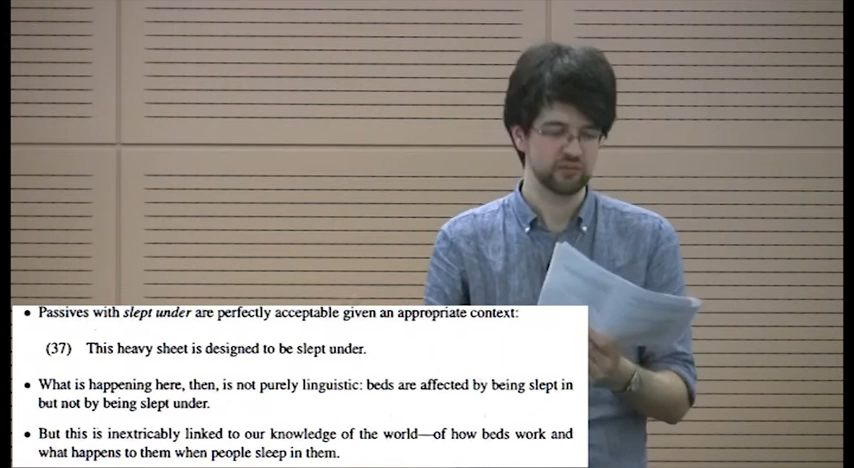 • Passives with slept under are perfectly acceptable given an appropriate context:
(37) This heavy sheet is designed to be slept under.
• What is happening here, then, is not purely linguistic: beds are affected by being slept in
but not by being slept under.
• But this is inextricably linked to our knowledge of the world—of how beds work and
what happens to them when people sleep in them.